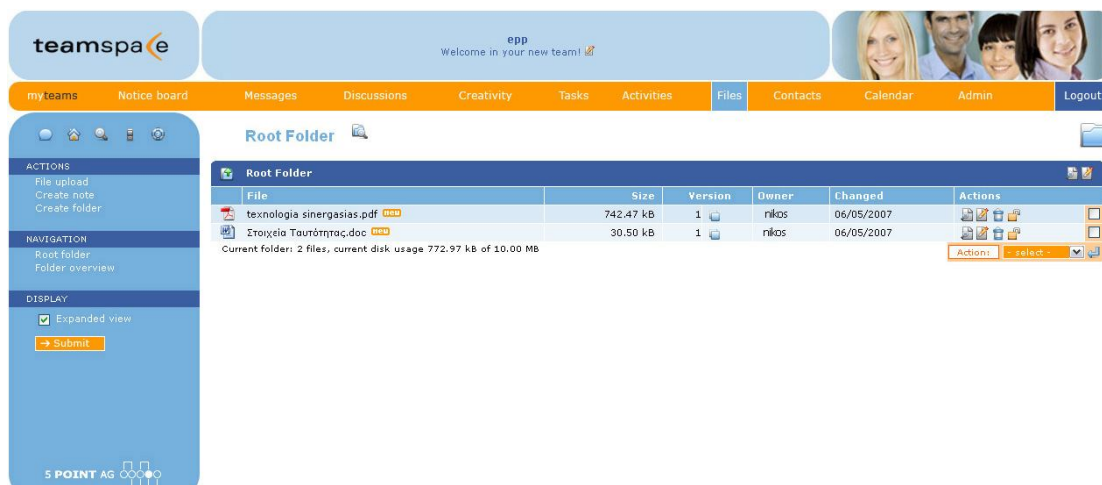 teamspace
epp
Welcome in your new team!
myteams Notice board Messages Discussions Creativity Tasks Activities Files Contacts Calendar Admin Logout
Root Folder
ACTIONS
File upload
Create note
Create folder
NAVIGATION
Root folder
Folder overview
DISPLAY
Expanded view
→ Submit
5 POINT AG
Root Folder
File Size Version Owner Changed Actions
texnologia sinergasias.pdf new 742.47 kB 1 nikos 06/05/2007
Στοιχεία Ταυτότητας.doc new 30.50 kB 1 nikos 06/05/2007
Current folder: 2 files, current disk usage 772.97 kB of 10.00 MB
Action: - select -